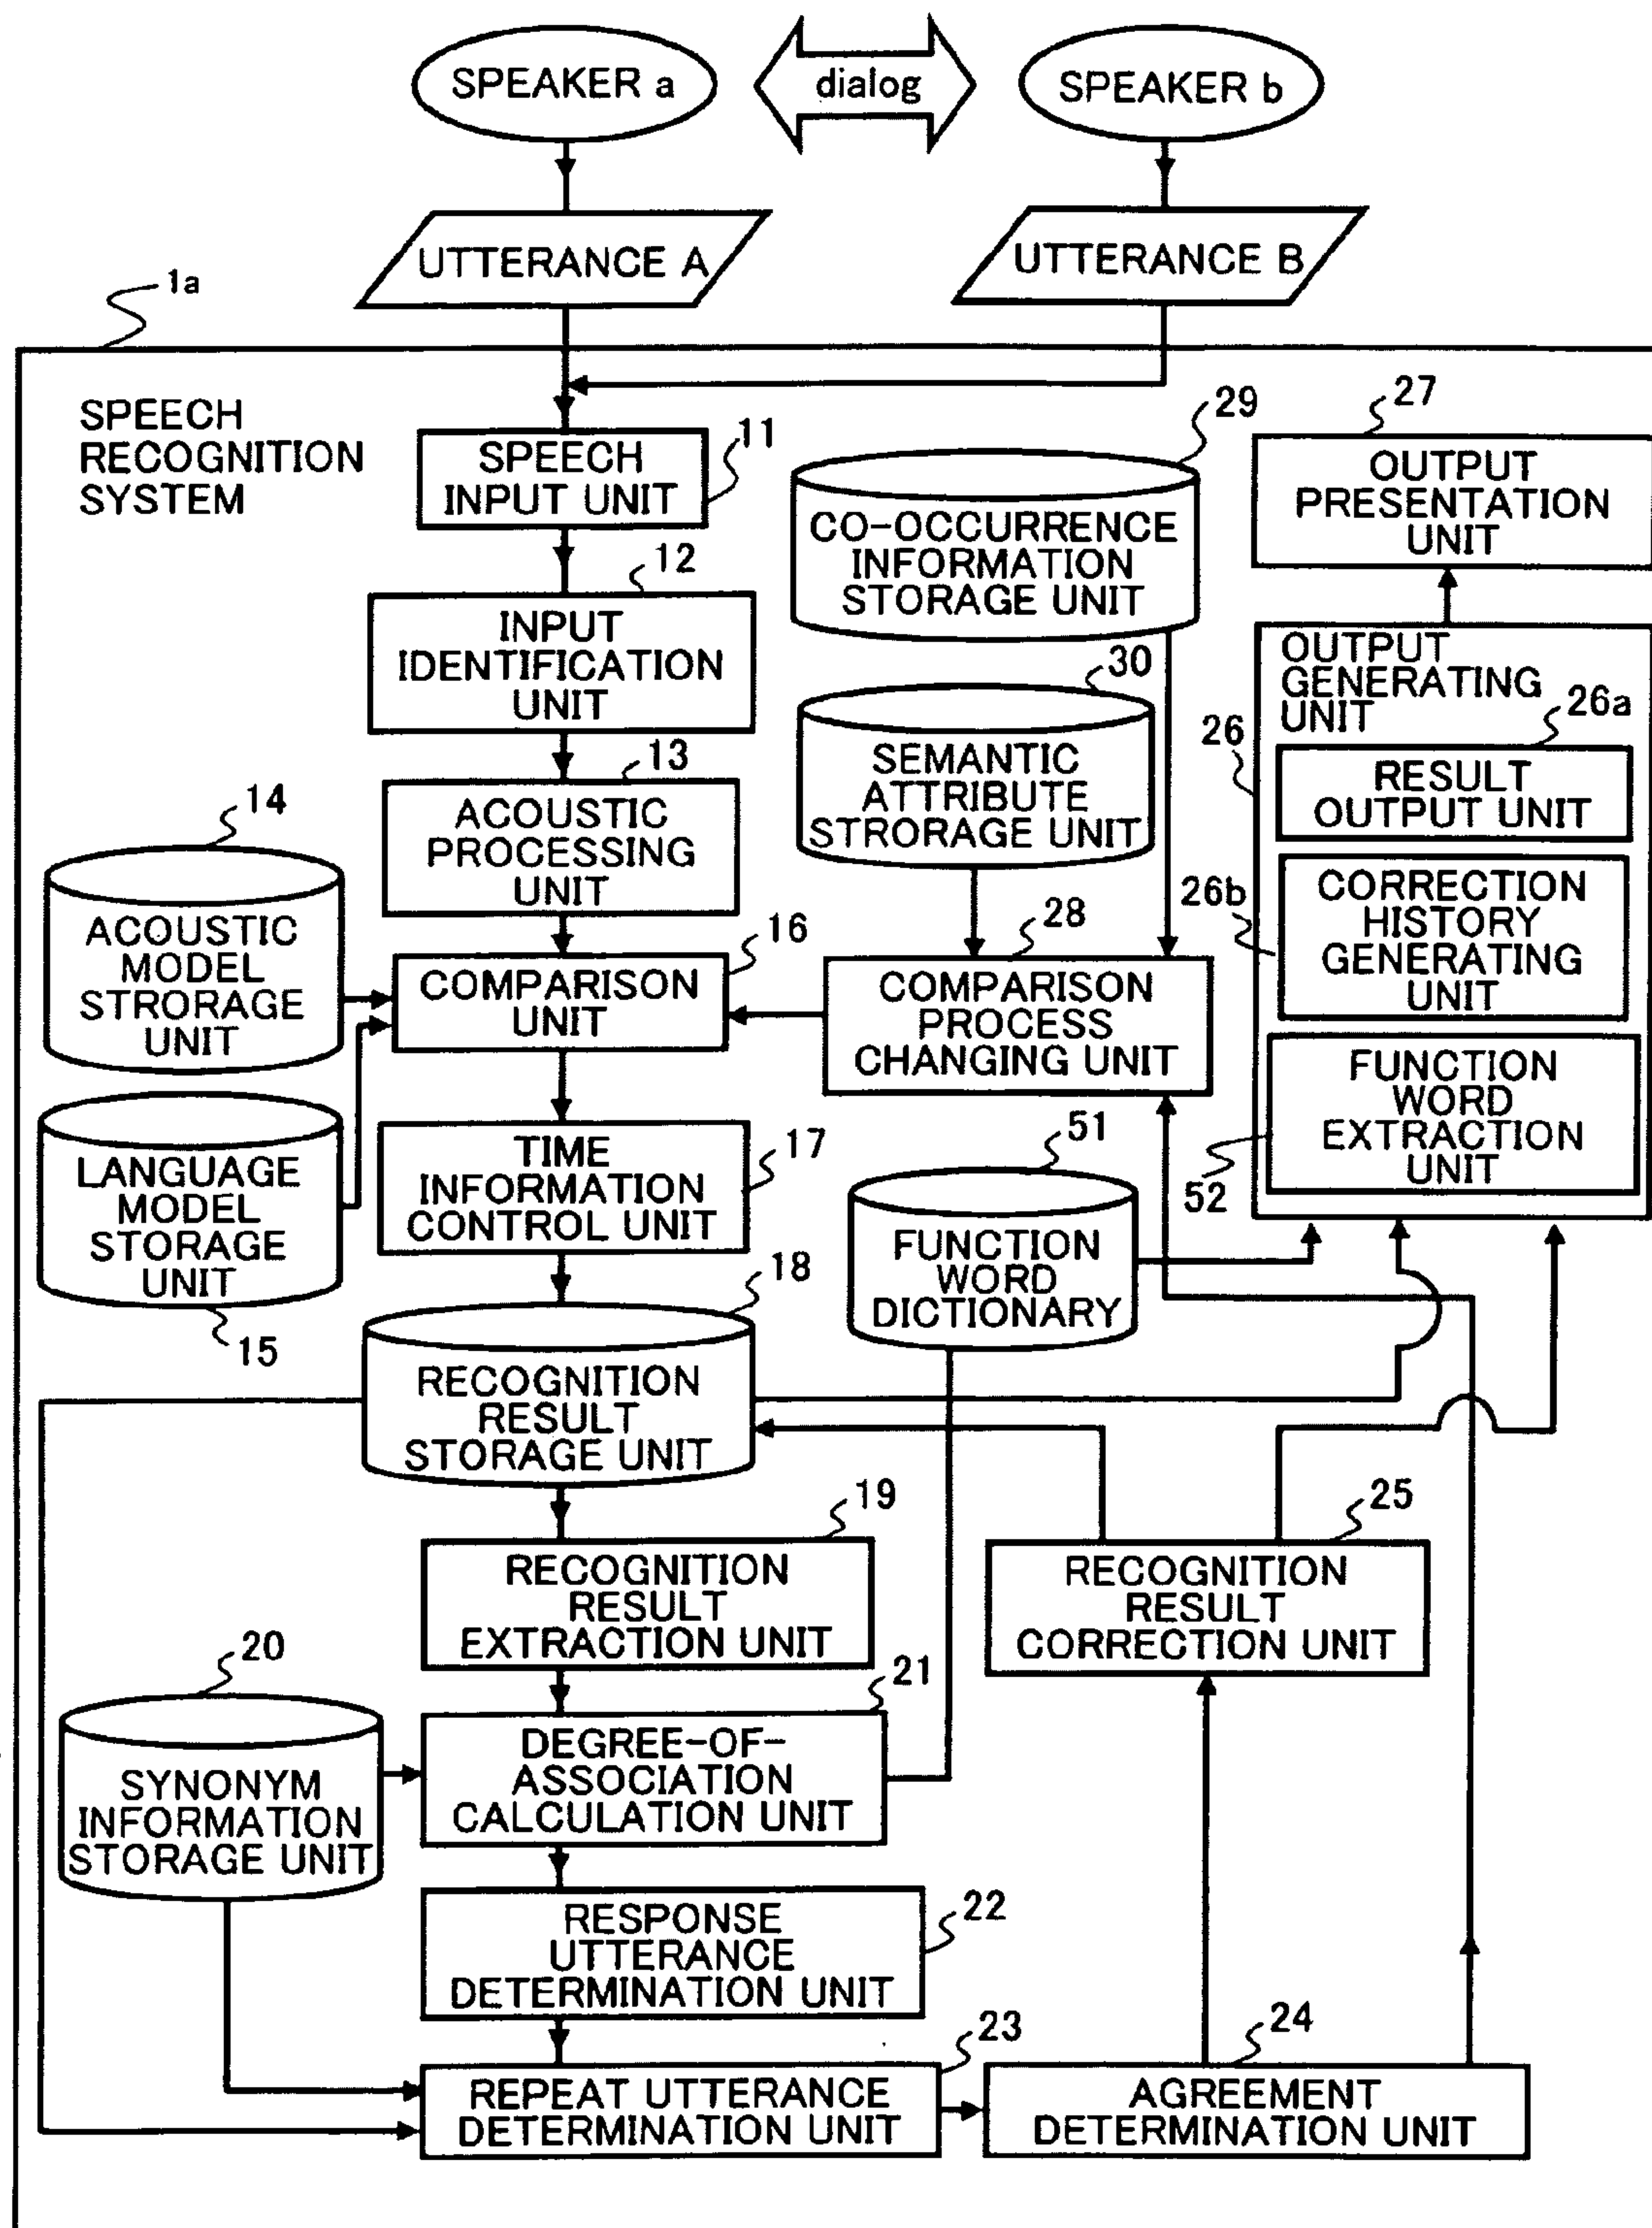 SPEAKER a
dialog
SPEAKER b
UTTERANCE A
UTTERANCE B
1a
SPEECH
RECOGNITION
SYSTEM
SPEECH
INPUT UNIT
11
INPUT
IDENTIFICATION
UNIT
12
ACOUSTIC
PROCESSING
UNIT
13
14
ACOUSTIC
MODEL
STRORAGE
UNIT
LANGUAGE
MODEL
STORAGE
UNIT
15
COMPARISON
UNIT
16
29
CO-OCCURRENCE
INFORMATION
STORAGE UNIT
30
SEMANTIC
ATTRIBUTE
STRORAGE UNIT
28
COMPARISON
PROCESS
CHANGING UNIT
27
OUTPUT
PRESENTATION
UNIT
OUTPUT
GENERATING
UNIT
26
26a
RESULT
OUTPUT UNIT
26b
CORRECTION
HISTORY
GENERATING
UNIT
FUNCTION
WORD
EXTRACTION
UNIT
52
TIME
INFORMATION
CONTROL UNIT
17
51
FUNCTION
WORD
DICTIONARY
18
RECOGNITION
RESULT
STORAGE UNIT
19
RECOGNITION
RESULT
EXTRACTION UNIT
25
RECOGNITION
RESULT
CORRECTION UNIT
20
SYNONYM
INFORMATION
STORAGE UNIT
21
DEGREE-OF-
ASSOCIATION
CALCULATION UNIT
RESPONSE
UTTERANCE
DETERMINATION UNIT
22
23
REPEAT UTTERANCE
DETERMINATION UNIT
24
AGREEMENT
DETERMINATION UNIT